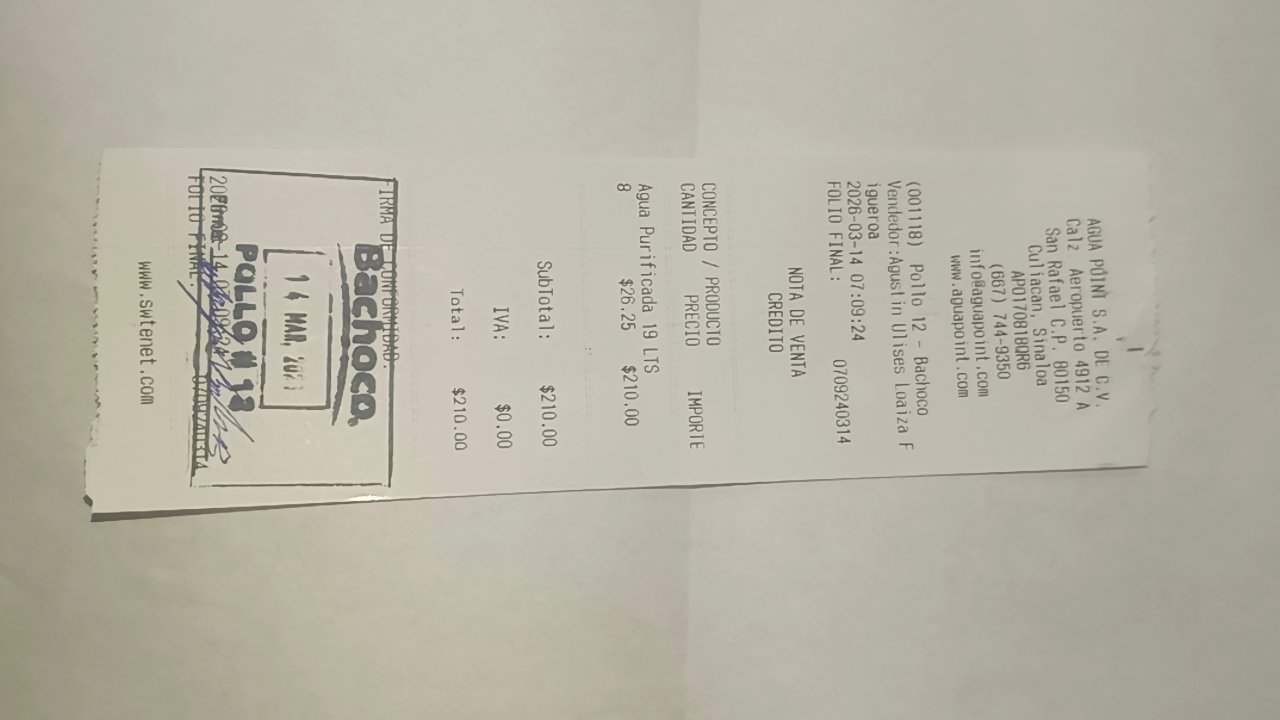 AGUA POINT S.A. DE C.V.
Calz Aeropuerto 4912 A
San Rafael C.P. 80150
Culiacan, Sinaloa
APO170818QR6
(667) 744-9350
info@aguapoint.com
www.aguapoint.com
(001118) Pollo 12 - Bachoco
Vendedor:Agustin Ulises Loaiza F
igueroa
2026-03-14 07:09:24
FOLIO FINAL: 0709240314
NOTA DE VENTA
CREDITO
CONCEPTO / PRODUCTO
CANTIDAD PRECIO IMPORTE
Agua Purificada 19 LTS
8 $26.25 $210.00
SubTotal: $210.00
IVA: $0.00
Total: $210.00
FIRMA DE CONFORMIDAD:
Bachoco
14 MAR,
POLLO # 12
FOLIO FINAL: 0709240314
www.swtenet.com